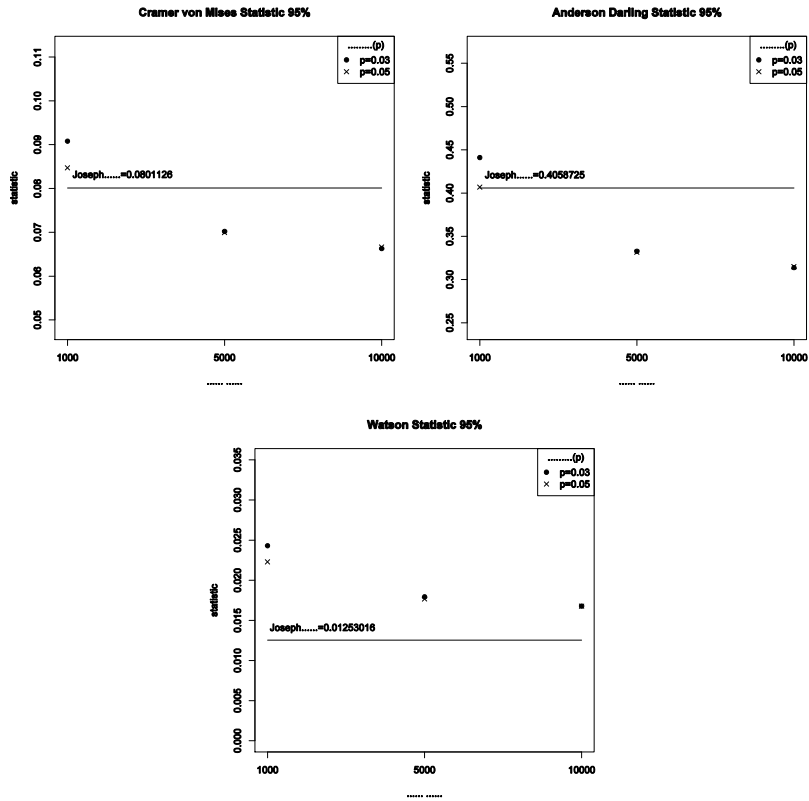 Cramer von Mises Statistic 95%
.........(p)
p=0.03
p=0.05
statistic
0.11
0.10
0.09
0.08
0.07
0.06
0.05
Joseph......=0.0801126
1000 5000 10000
...... ......
Anderson Darling Statistic 95%
.........(p)
p=0.03
p=0.05
statistic
0.55
0.50
0.45
0.40
0.35
0.30
0.25
Joseph......=0.4058725
1000 5000 10000
...... ......
Watson Statistic 95%
.........(p)
p=0.03
p=0.05
statistic
0.035
0.030
0.025
0.020
0.015
0.010
0.005
0.000
Joseph......=0.01253016
1000 5000 10000
...... ......